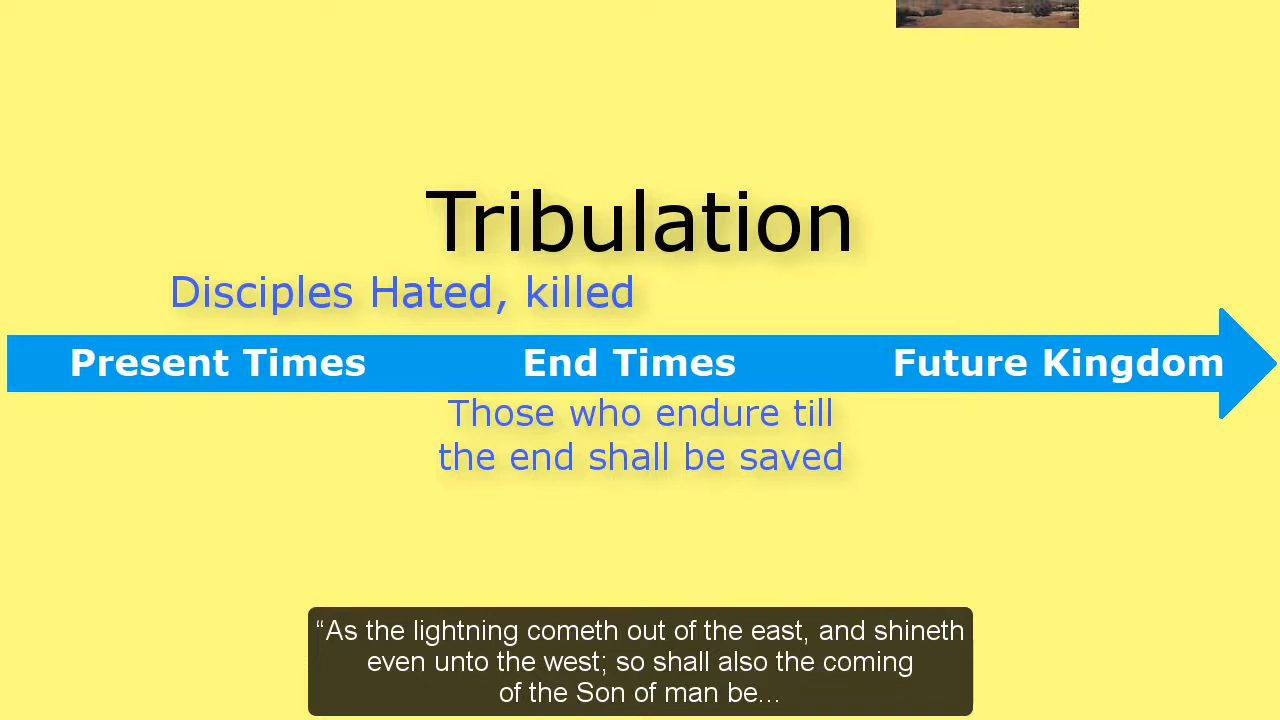 Tribulation
Disciples Hated, killed
Present Times End Times Future Kingdom
Those who endure till
the end shall be saved
“As the lightning cometh out of the east, and shineth
even unto the west; so shall also the coming
of the Son of man be...